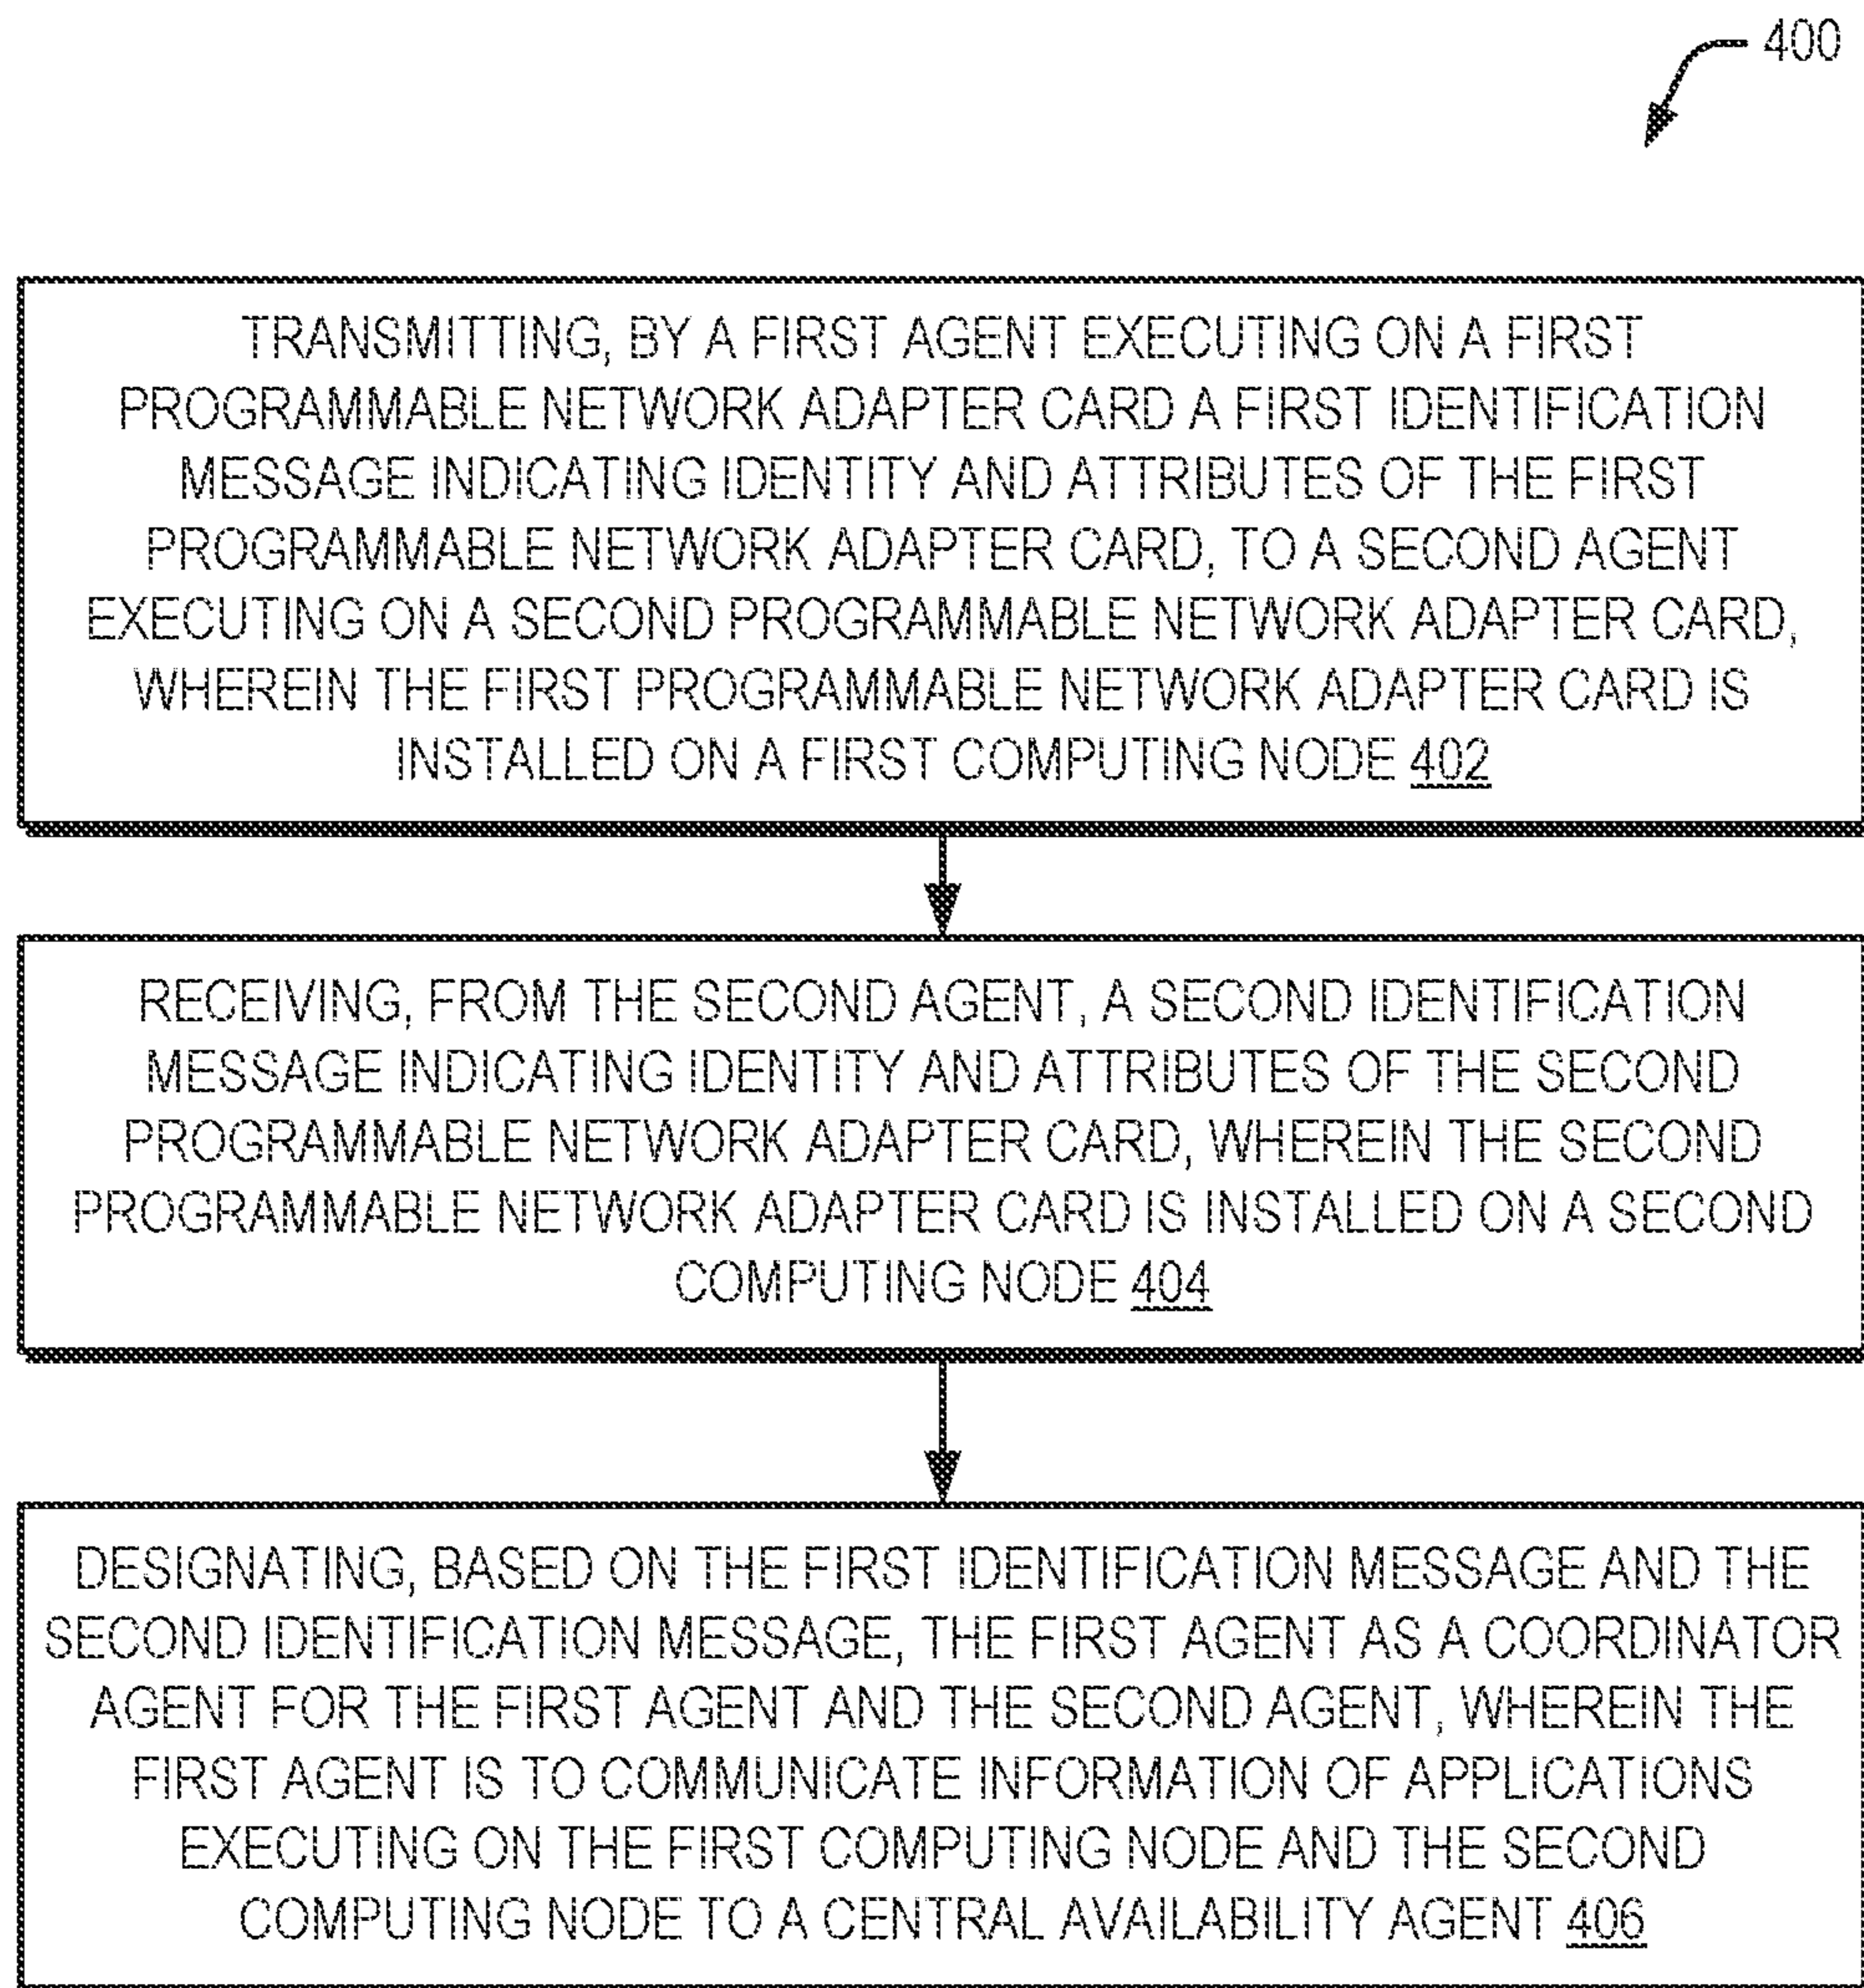 400
TRANSMITTING, BY A FIRST AGENT EXECUTING ON A FIRST
PROGRAMMABLE NETWORK ADAPTER CARD A FIRST IDENTIFICATION
MESSAGE INDICATING IDENTITY AND ATTRIBUTES OF THE FIRST
PROGRAMMABLE NETWORK ADAPTER CARD, TO A SECOND AGENT
EXECUTING ON A SECOND PROGRAMMABLE NETWORK ADAPTER CARD,
WHEREIN THE FIRST PROGRAMMABLE NETWORK ADAPTER CARD IS
INSTALLED ON A FIRST COMPUTING NODE 402
RECEIVING, FROM THE SECOND AGENT, A SECOND IDENTIFICATION
MESSAGE INDICATING IDENTITY AND ATTRIBUTES OF THE SECOND
PROGRAMMABLE NETWORK ADAPTER CARD, WHEREIN THE SECOND
PROGRAMMABLE NETWORK ADAPTER CARD IS INSTALLED ON A SECOND
COMPUTING NODE 404
DESIGNATING, BASED ON THE FIRST IDENTIFICATION MESSAGE AND THE
SECOND IDENTIFICATION MESSAGE, THE FIRST AGENT AS A COORDINATOR
AGENT FOR THE FIRST AGENT AND THE SECOND AGENT, WHEREIN THE
FIRST AGENT IS TO COMMUNICATE INFORMATION OF APPLICATIONS
EXECUTING ON THE FIRST COMPUTING NODE AND THE SECOND
COMPUTING NODE TO A CENTRAL AVAILABILITY AGENT 406